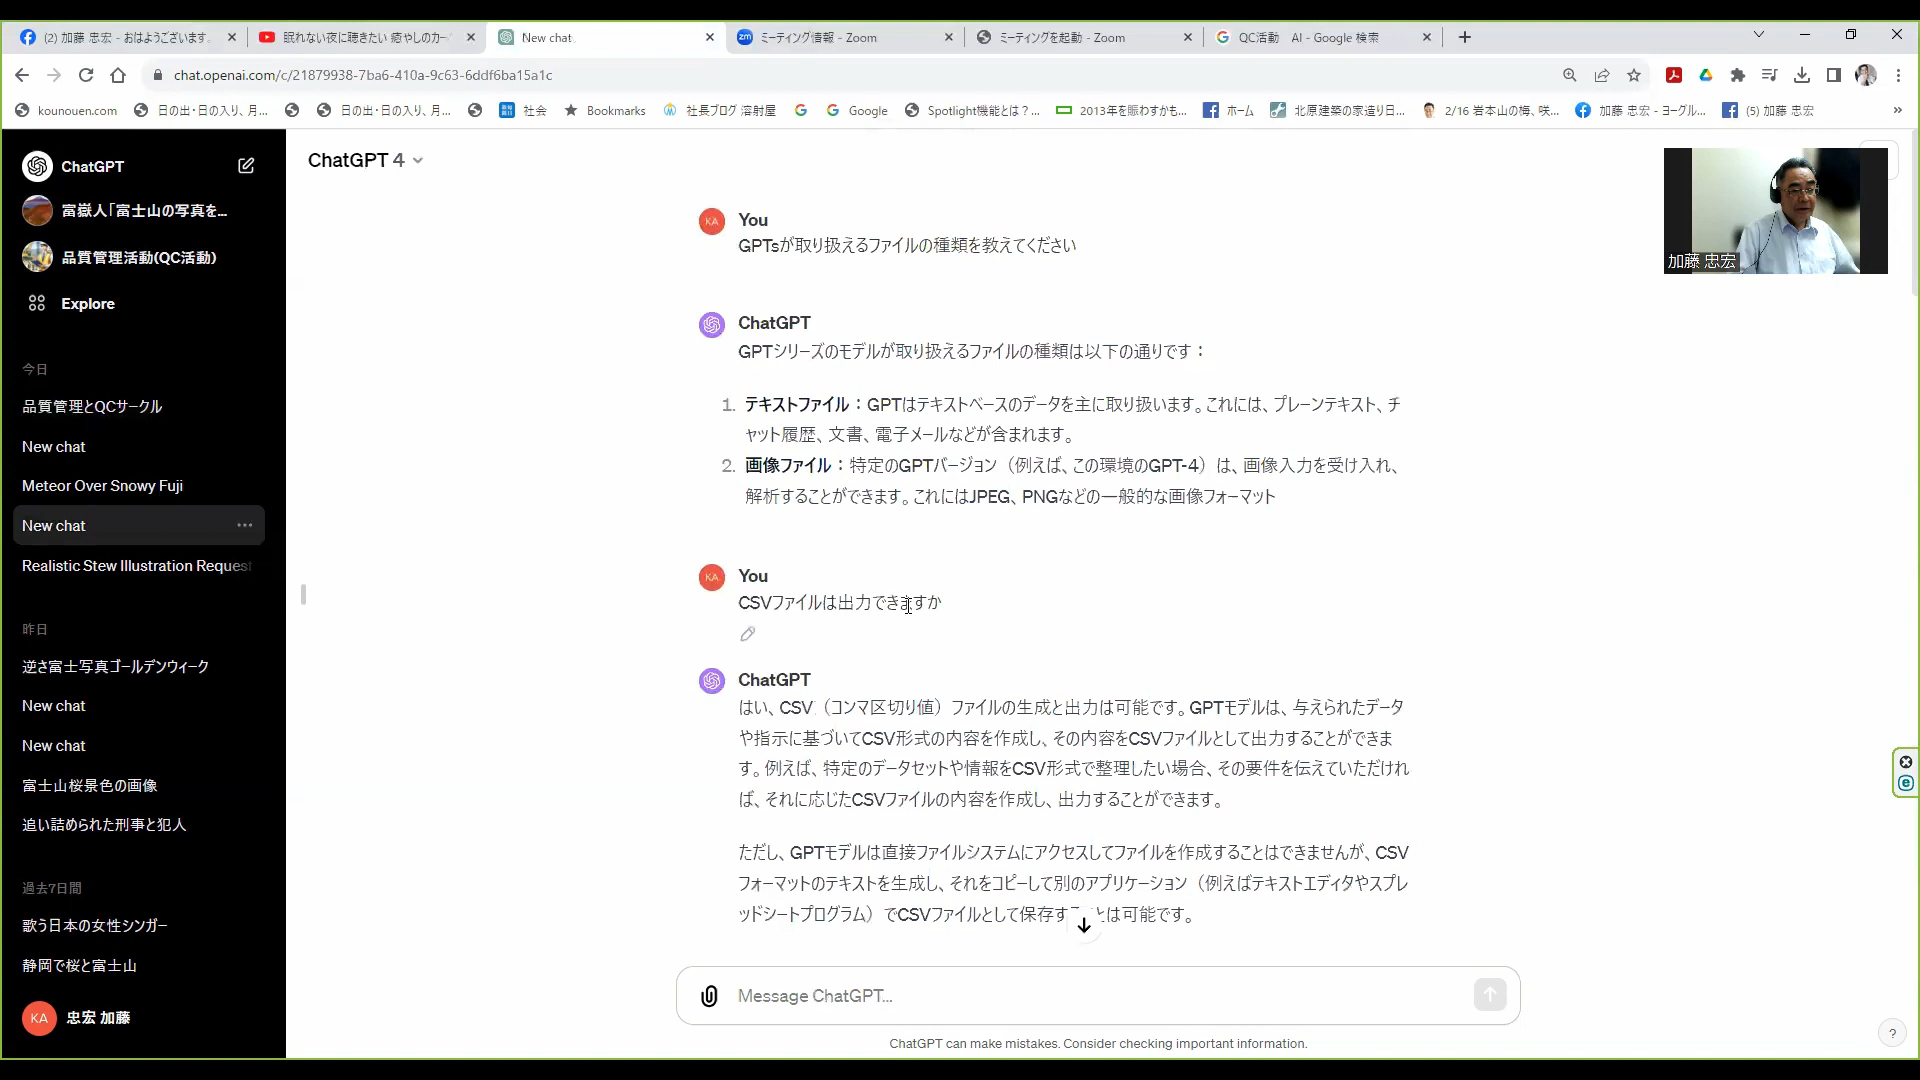 (2) 加藤 忠宏 - おはようございます。
眠れない夜に聴きたい 癒やしのカー
New chat
ミーティング情報 - Zoom
ミーティングを起動 - Zoom
QC活動 AI - Google 検索
chat.openai.com/c/21879938-7ba6-410a-9c63-6ddf6ba15a1c
kounouen.com
日の出・日の入り、月...
日の出・日の入り、月...
社会
Bookmarks
社長ブログ 溶射屋
Google
Spotlight機能とは？...
2013年を賑わすかも...
ホーム
北原建築の家造り日...
2/16 岩本山の梅、咲...
加藤 忠宏 - ヨーグル...
(5) 加藤 忠宏
»
ChatGPT
富嶽人「富士山の写真を...
品質管理活動(QC活動)
Explore
今日
品質管理とQCサークル
New chat
Meteor Over Snowy Fuji
New chat
Realistic Stew Illustration Request
昨日
逆さ富士写真ゴールデンウィーク
New chat
New chat
富士山桜景色の画像
追い詰められた刑事と犯人
過去7日間
歌う日本の女性シンガー
静岡で桜と富士山
KA 忠宏 加藤
ChatGPT 4
加藤 忠宏
KA You
GPTsが取り扱えるファイルの種類を教えてください
ChatGPT
GPTシリーズのモデルが取り扱えるファイルの種類は以下の通りです：
1. テキストファイル：GPTはテキストベースのデータを主に取り扱います。これには、プレーンテキスト、チ
ャット履歴、文書、電子メールなどが含まれます。
2. 画像ファイル：特定のGPTバージョン（例えば、この環境のGPT-4）は、画像入力を受け入れ、
解析することができます。これにはJPEG、PNGなどの一般的な画像フォーマット
KA You
CSVファイルは出力できますか
ChatGPT
はい、CSV（コンマ区切り値）ファイルの生成と出力は可能です。GPTモデルは、与えられたデータ
や指示に基づいてCSV形式の内容を作成し、その内容をCSVファイルとして出力することができま
す。例えば、特定のデータセットや情報をCSV形式で整理したい場合、その要件を伝えていただけれ
ば、それに応じたCSVファイルの内容を作成し、出力することができます。
ただし、GPTモデルは直接ファイルシステムにアクセスしてファイルを作成することはできませんが、CSV
フォーマットのテキストを生成し、それをコピーして別のアプリケーション（例えばテキストエディタやスプレ
ッドシートプログラム）でCSVファイルとして保存することは可能です。
Message ChatGPT...
ChatGPT can make mistakes. Consider checking important information.
?